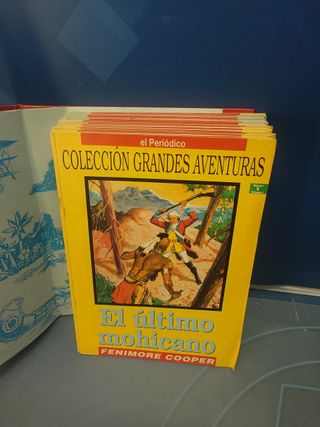 el Periódico
COLECCIÓN GRANDES AVENTURAS
El último
mohicano
FENIMORE COOPER